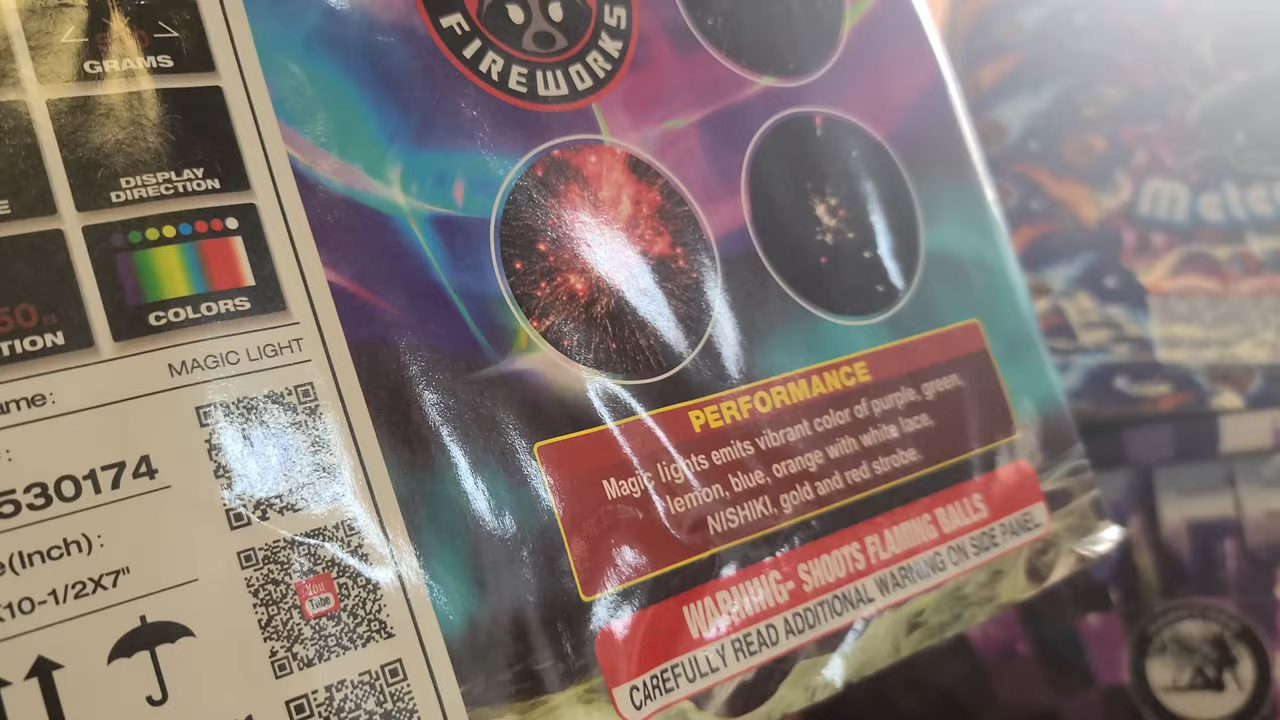 GRAMS
DISPLAY
DIRECTION
COLORS
MAGIC LIGHT
530174
(Inch):
10-1/2X7"
You
Tube
FIREWORKS
PERFORMANCE
Magic lights emits vibrant color of purple, green,
lemon, blue, orange with white lace,
NISHIKI, gold and red strobe.
WARNING- SHOOTS FLAMING BALLS
CAREFULLY READ ADDITIONAL WARNING ON SIDE PANEL